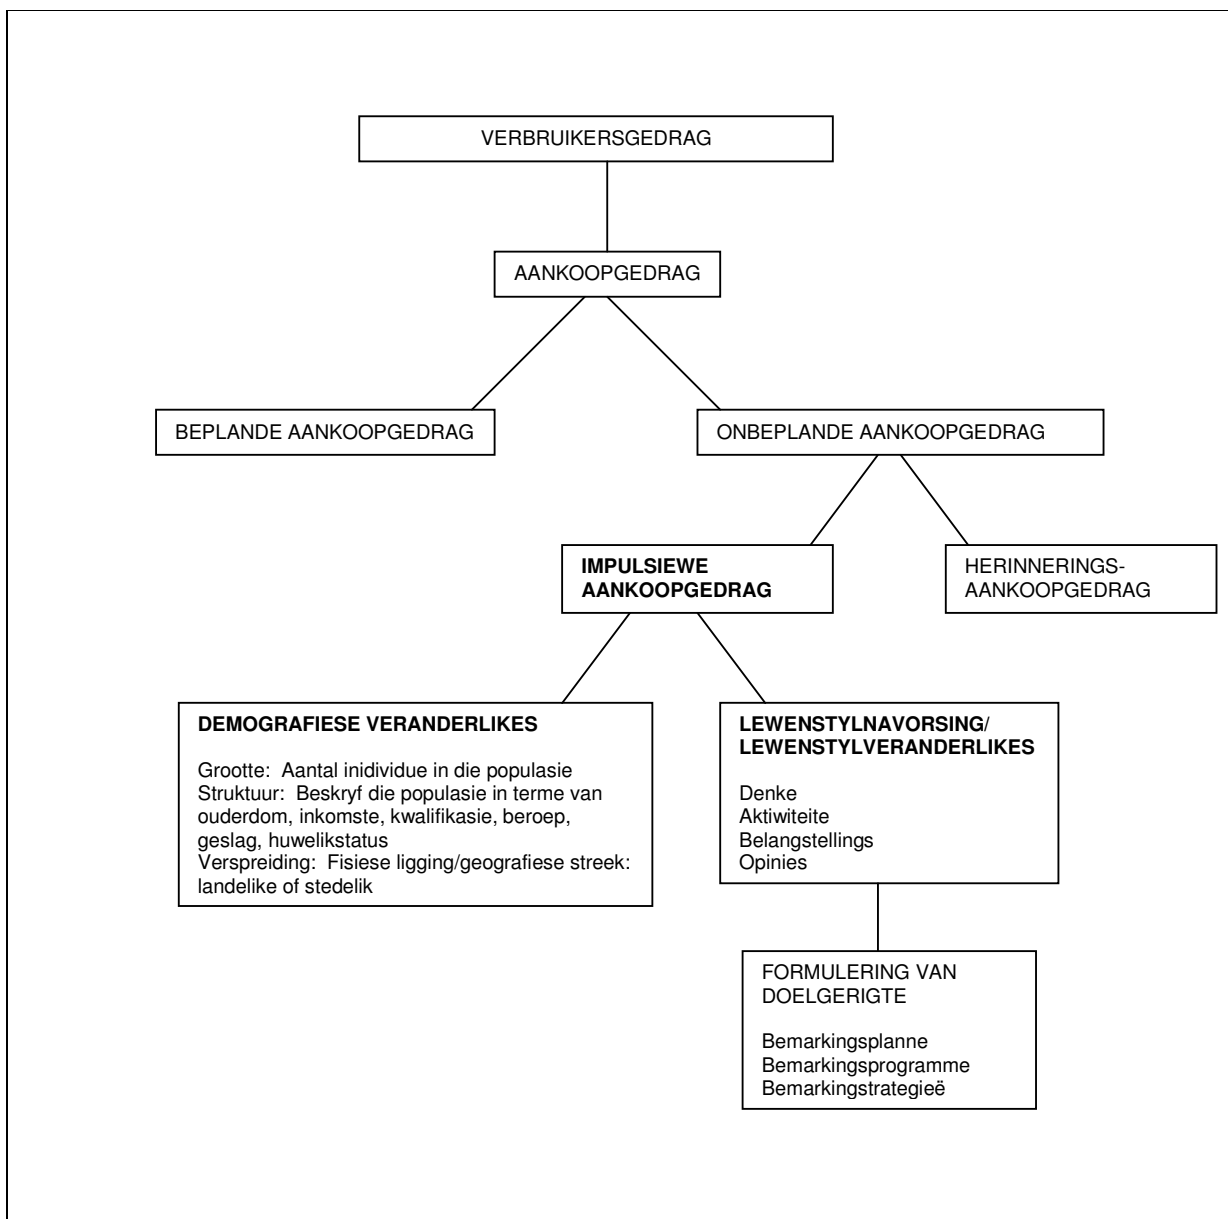 VERBRUIKERSGEDRAG
AANKOOPGEDRAG
BEPLANDE AANKOOPGEDRAG
ONBEPLANDE AANKOOPGEDRAG
IMPULSIEWE
AANKOOPGEDRAG
HERINNERINGS-
AANKOOPGEDRAG
DEMOGRAFIESE VERANDERLIKES
Grootte: Aantal inidividue in die populasie
Struktuur: Beskryf die populasie in terme van
ouderdom, inkomste, kwalifikasie, beroep,
geslag, huwelikstatus
Verspreiding: Fisiese ligging/geografiese streek:
landelike of stedelik
LEWENSTYLNAVORSING/
LEWENSTYLVERANDERLIKES
Denke
Aktiwiteite
Belangstellings
Opinies
FORMULERING VAN
DOELGERIGTE
Bemarkingsplanne
Bemarkingsprogramme
Bemarkingstrategieë